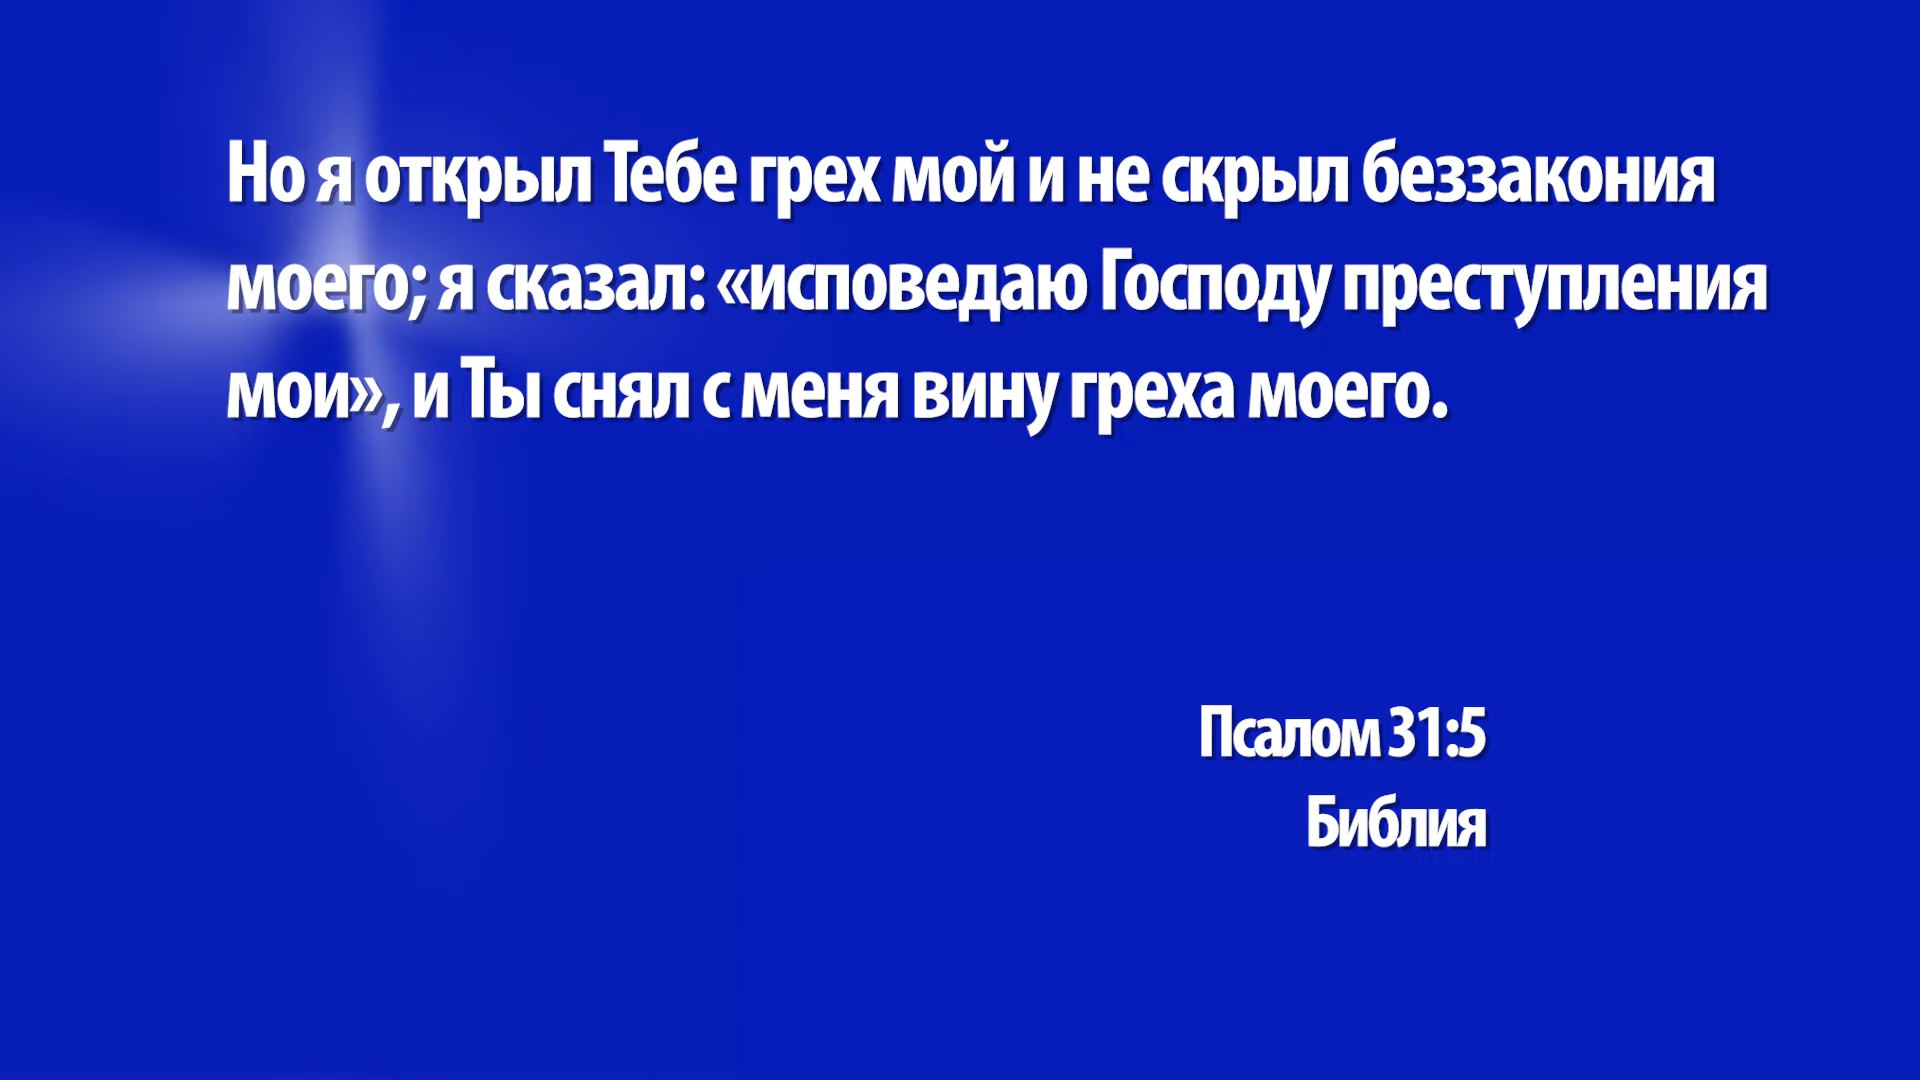 Но я открыл Тебе грех мой и не скрыл беззакония
моего; я сказал: «исповедаю Господу преступления
мои», и Ты снял с меня вину греха моего.
Псалом 31:5
Библия